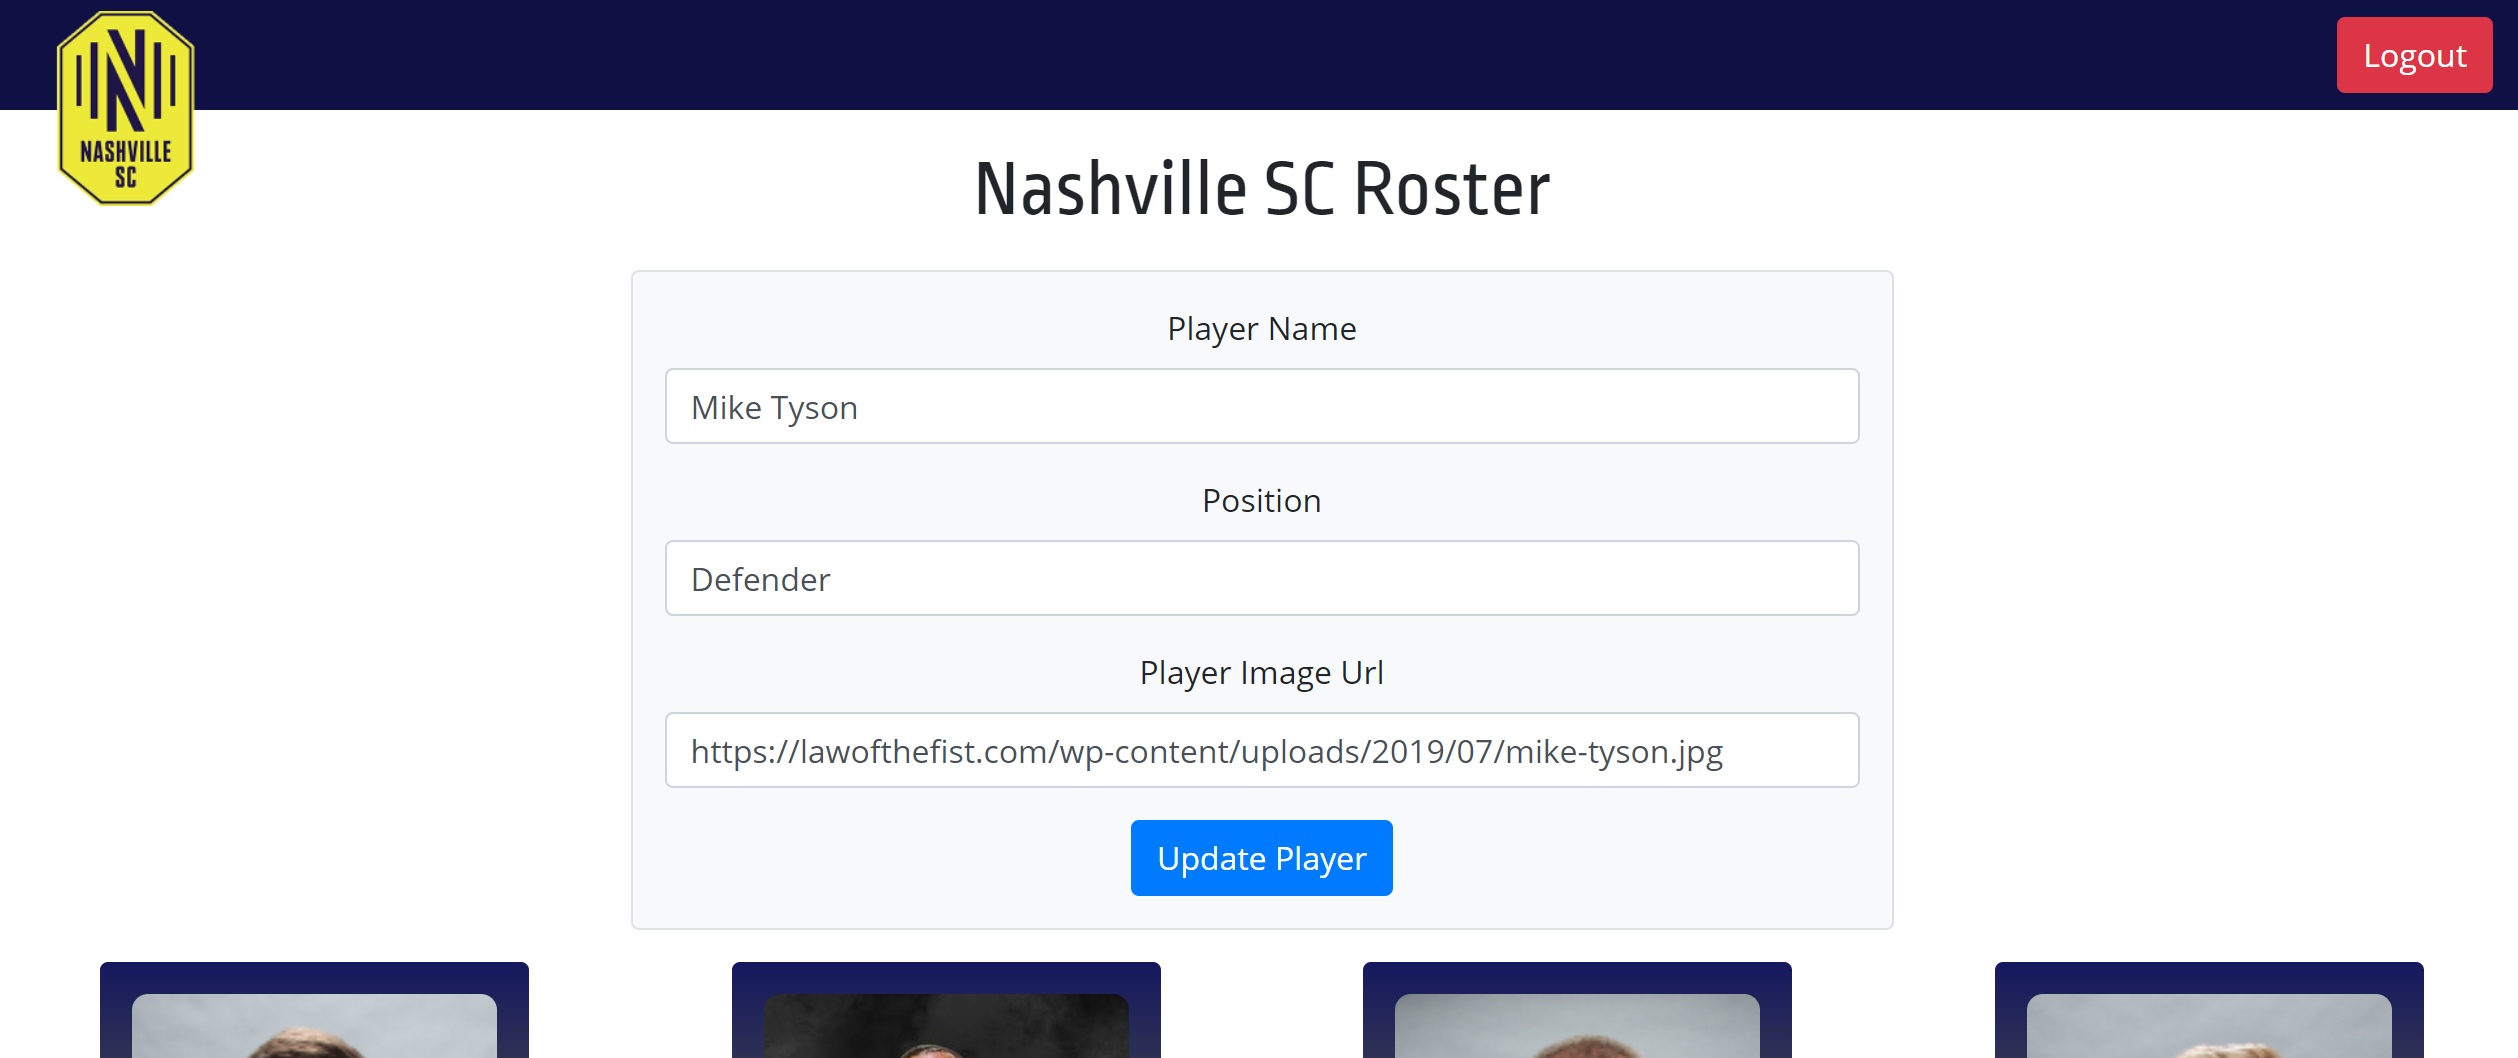 NASHVILLE
SC
Logout
Nashville SC Roster
Player Name
Mike Tyson
Position
Defender
Player Image Url
https://lawofthefist.com/wp-content/uploads/2019/07/mike-tyson.jpg
Update Player